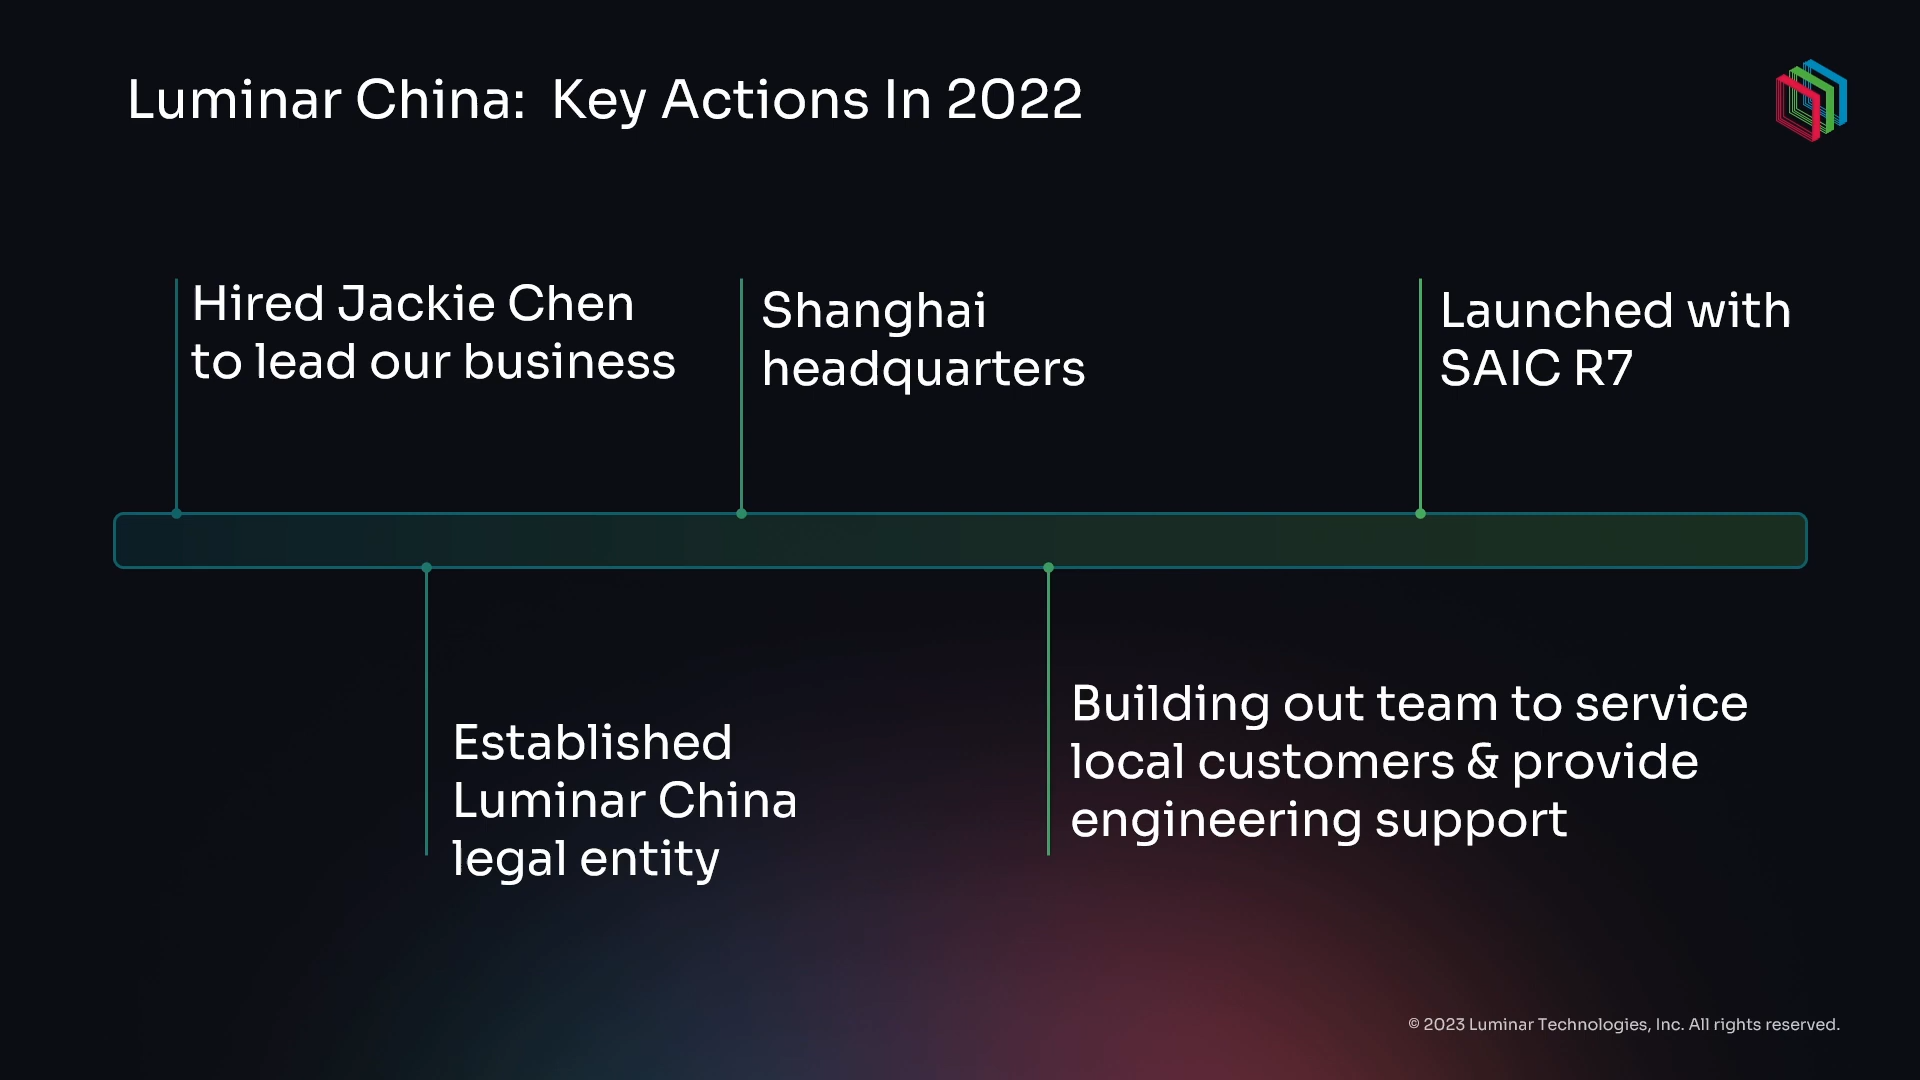 Luminar China:  Key Actions In 2022
Hired Jackie Chen
to lead our business
Shanghai
headquarters
Launched with
SAIC R7
Established
Luminar China
legal entity
Building out team to service
local customers & provide
engineering support
© 2023 Luminar Technologies, Inc. All rights reserved.